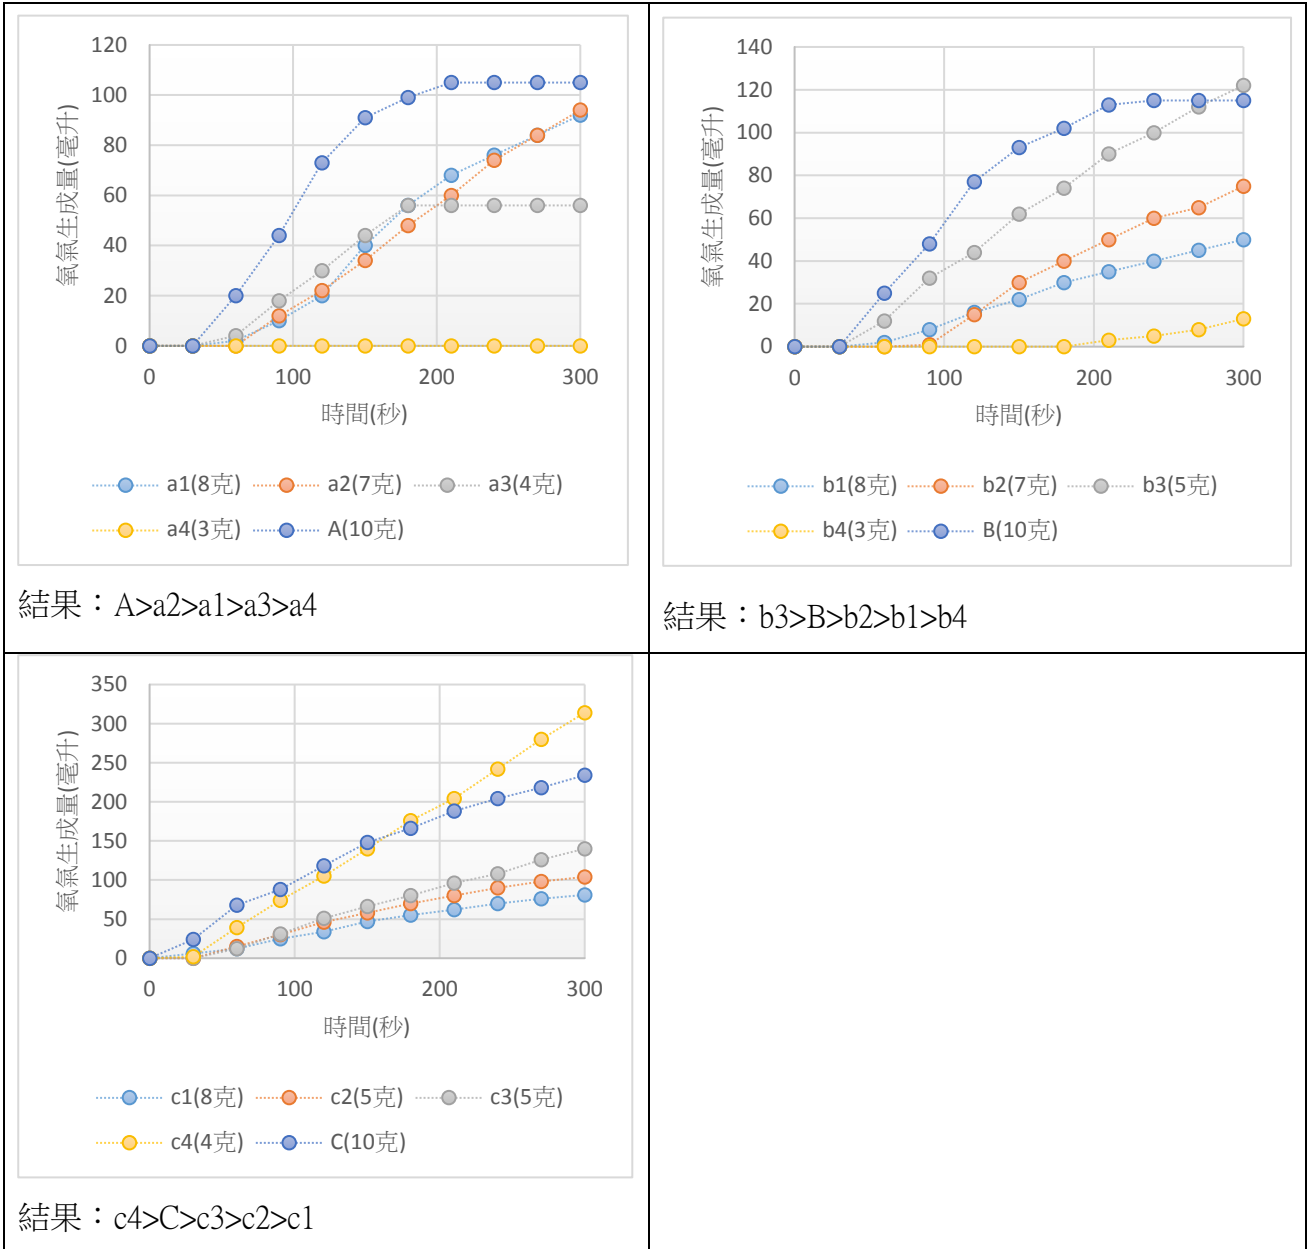 120
100
80
60
40
20
0
0 100 200 300
氧氣生成量(毫升)
時間(秒)
a1(8克) a2(7克) a3(4克)
a4(3克) A(10克)
結果：A>a2>a1>a3>a4
140
120
100
80
60
40
20
0
0 100 200 300
氧氣生成量(毫升)
時間(秒)
b1(8克) b2(7克) b3(5克)
b4(3克) B(10克)
結果：b3>B>b2>b1>b4
350
300
250
200
150
100
50
0
0 100 200 300
氧氣生成量(毫升)
時間(秒)
c1(8克) c2(5克) c3(5克)
c4(4克) C(10克)
結果：c4>C>c3>c2>c1